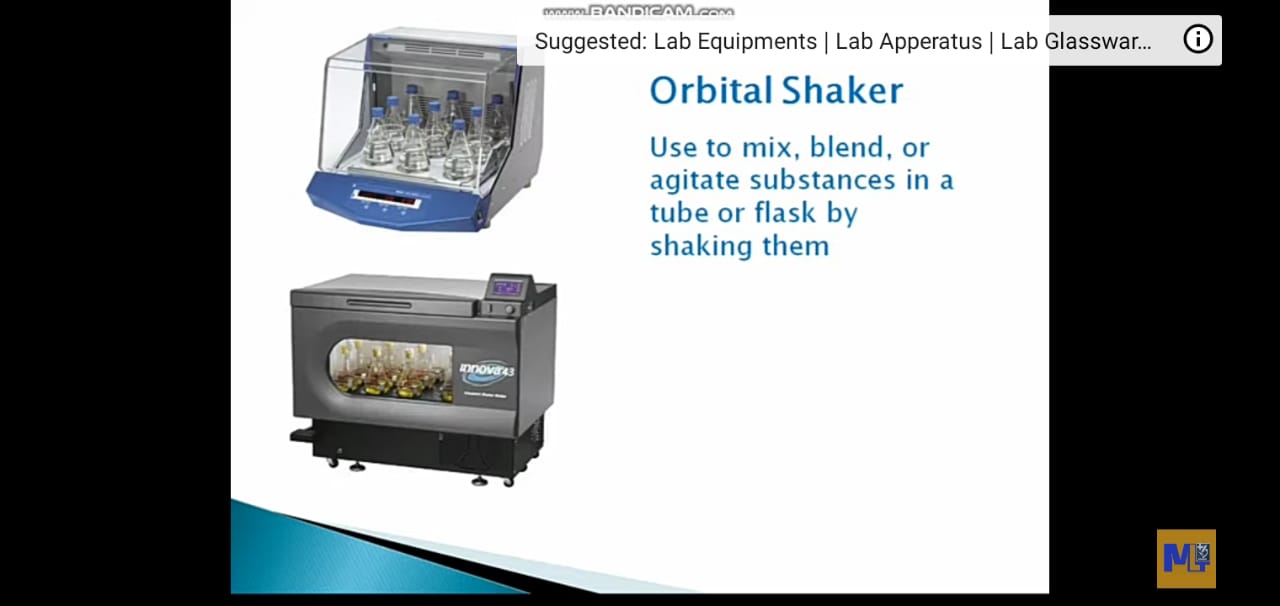 www.BANDICAM.com
Suggested: Lab Equipments | Lab Apperatus | Lab Glasswar...
Orbital Shaker
Use to mix, blend, or
agitate substances in a
tube or flask by
shaking them
innova 43
MLT